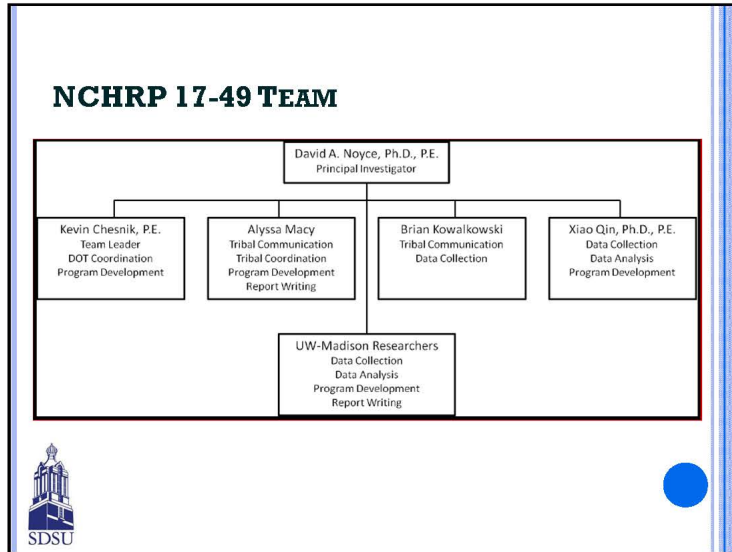 NCHRP 17-49 TEAM
David A. Noyce, Ph.D., P.E.
Principal Investigator
Kevin Chesnik, P.E.
Team Leader
DOT Coordination
Program Development
Alyssa Macy
Tribal Communication
Tribal Coordination
Program Development
Report Writing
Brian Kowalkowski
Tribal Communication
Data Collection
Xiao Qin, Ph.D., P.E.
Data Collection
Data Analysis
Program Development
UW-Madison Researchers
Data Collection
Data Analysis
Program Development
Report Writing
SDSU